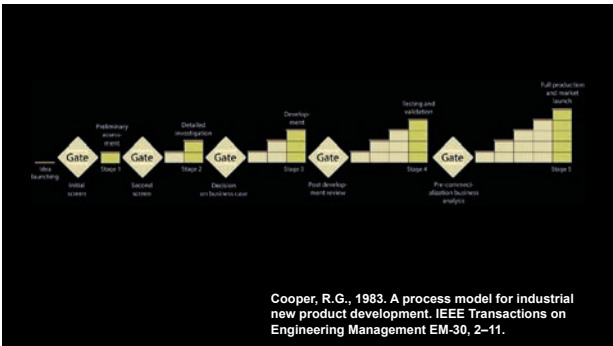 Idea
launching
Gate
Initial
screen
Preliminary
assess-
ment
Stage 1
Gate
Second
screen
Detailed
investigation
Stage 2
Gate
Decision
on business case
Develop-
ment
Stage 3
Gate
Post develop-
ment review
Testing and
validation
Stage 4
Gate
Pre-commeci-
alization business
analysis
Full production
and market
launch
Stage 5
Cooper, R.G., 1983. A process model for industrial
new product development. IEEE Transactions on
Engineering Management EM-30, 2–11.